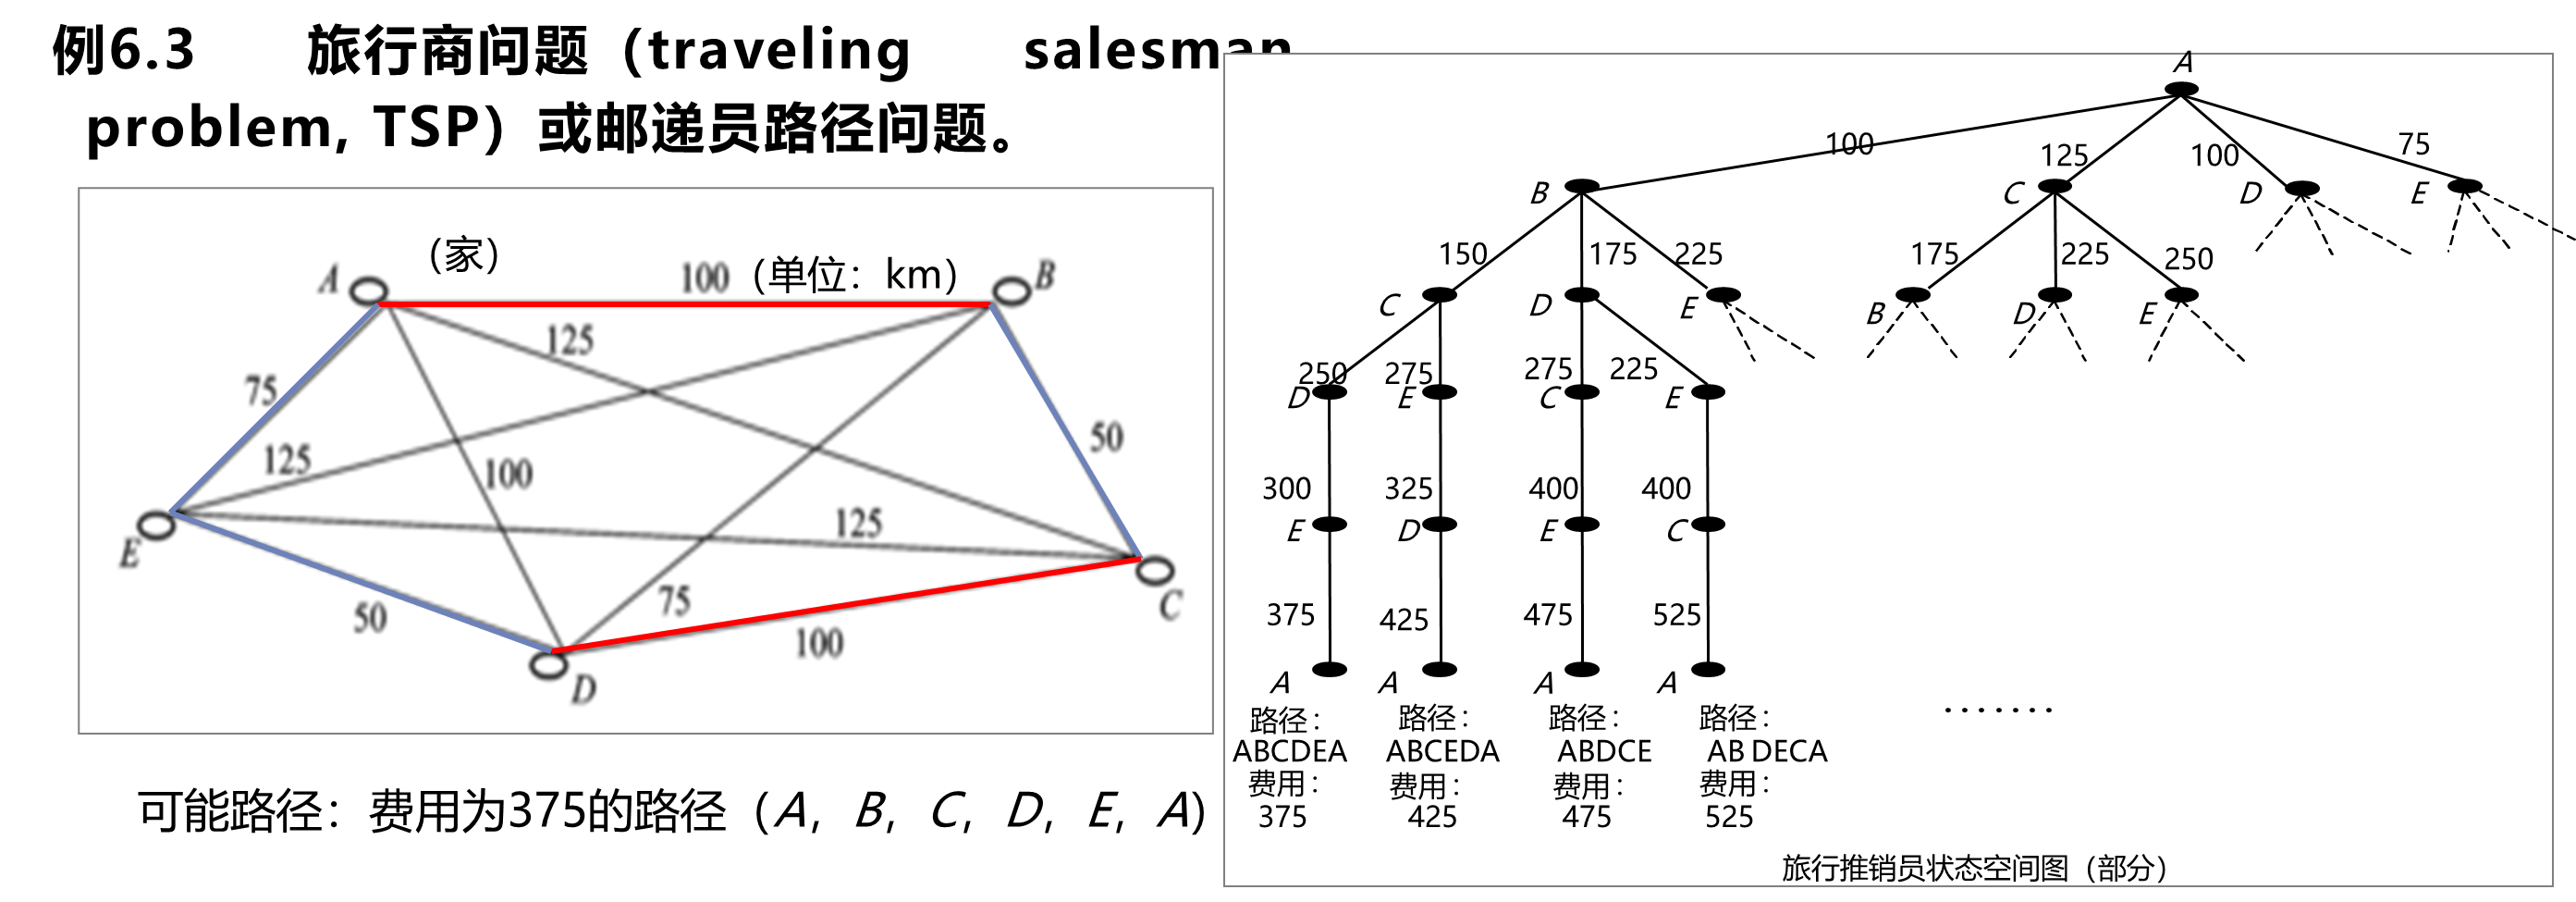 例6.3 旅行商问题（traveling salesman
problem, TSP）或邮递员路径问题。
（家）
A
100（单位：km）
B
125
75
50
125
100
E
125
75
C
50
100
D
可能路径：费用为375的路径（A, B, C, D, E, A）
A
100
125
100
75
B
C
D
E
150
175
225
175
225
250
C
D
E
B
D
E
250
275
275
225
D
E
C
E
300
325
400
400
E
D
E
C
375
425
475
525
A
A
A
A
.......
路径：
ABCDEA
费用：
375
路径：
ABCEDA
费用：
425
路径：
ABDCE
费用：
475
路径：
AB DECA
费用：
525
旅行推销员状态空间图（部分）